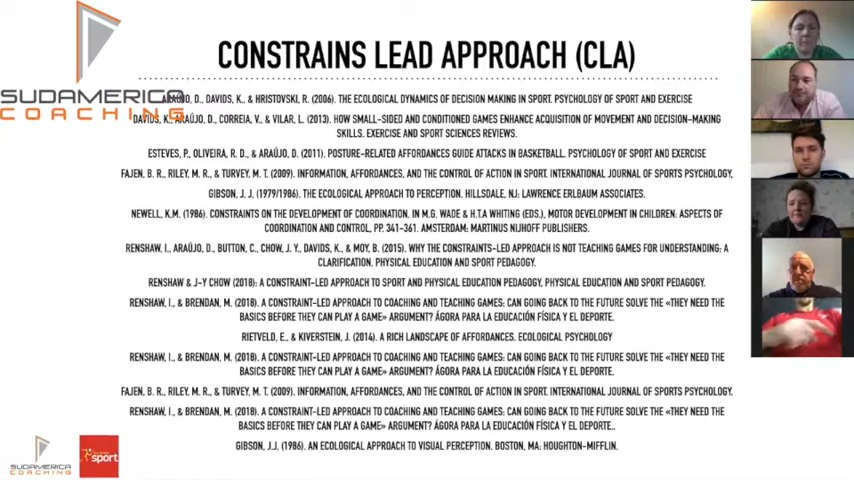 CONSTRAINS LEAD APPROACH (CLA)
SUDAMERICA
COACHING
ARAÚJO, D., DAVIDS, K., & HRISTOVSKI, R. (2006). THE ECOLOGICAL DYNAMICS OF DECISION MAKING IN SPORT. PSYCHOLOGY OF SPORT AND EXERCISE
DAVIDS, K., ARAÚJO, D., CORREIA, V., & VILAR, L. (2013). HOW SMALL-SIDED AND CONDITIONED GAMES ENHANCE ACQUISITION OF MOVEMENT AND DECISION-MAKING
SKILLS. EXERCISE AND SPORT SCIENCES REVIEWS.
ESTEVES, P., OLIVEIRA, R. D., & ARAÚJO, D. (2011). POSTURE-RELATED AFFORDANCES GUIDE ATTACKS IN BASKETBALL. PSYCHOLOGY OF SPORT AND EXERCISE
FAJEN, B. R., RILEY, M. R., & TURVEY, M. T. (2009). INFORMATION, AFFORDANCES, AND THE CONTROL OF ACTION IN SPORT. INTERNATIONAL JOURNAL OF SPORTS PSYCHOLOGY,
GIBSON, J. J. (1979/1986). THE ECOLOGICAL APPROACH TO PERCEPTION. HILLSDALE, NJ: LAWRENCE ERLBAUM ASSOCIATES.
NEWELL, K.M. (1986). CONSTRAINTS ON THE DEVELOPMENT OF COORDINATION. IN M.G. WADE & H.T.A WHITING (EDS.), MOTOR DEVELOPMENT IN CHILDREN: ASPECTS OF
COORDINATION AND CONTROL, PP. 341-361. AMSTERDAM: MARTINUS NIJHOFF PUBLISHERS.
RENSHAW, I., ARAÚJO, D., BUTTON, C., CHOW, J. Y., DAVIDS, K., & MOY, B. (2015). WHY THE CONSTRAINTS-LED APPROACH IS NOT TEACHING GAMES FOR UNDERSTANDING: A
CLARIFICATION. PHYSICAL EDUCATION AND SPORT PEDAGOGY.
RENSHAW & J-Y CHOW (2018): A CONSTRAINT-LED APPROACH TO SPORT AND PHYSICAL EDUCATION PEDAGOGY, PHYSICAL EDUCATION AND SPORT PEDAGOGY.
RENSHAW, I., & BRENDAN, M. (2018). A CONSTRAINT-LED APPROACH TO COACHING AND TEACHING GAMES: CAN GOING BACK TO THE FUTURE SOLVE THE «THEY NEED THE
BASICS BEFORE THEY CAN PLAY A GAME» ARGUMENT? ÁGORA PARA LA EDUCACIÓN FÍSICA Y EL DEPORTE.
RIETVELD, E., & KIVERSTEIN, J. (2014). A RICH LANDSCAPE OF AFFORDANCES. ECOLOGICAL PSYCHOLOGY
RENSHAW, I., & BRENDAN, M. (2018). A CONSTRAINT-LED APPROACH TO COACHING AND TEACHING GAMES: CAN GOING BACK TO THE FUTURE SOLVE THE «THEY NEED THE
BASICS BEFORE THEY CAN PLAY A GAME» ARGUMENT? ÁGORA PARA LA EDUCACIÓN FÍSICA Y EL DEPORTE.
FAJEN, B. R., RILEY, M. R., & TURVEY, M. T. (2009). INFORMATION, AFFORDANCES, AND THE CONTROL OF ACTION IN SPORT. INTERNATIONAL JOURNAL OF SPORTS PSYCHOLOGY.
RENSHAW, I., & BRENDAN, M. (2018). A CONSTRAINT-LED APPROACH TO COACHING AND TEACHING GAMES: CAN GOING BACK TO THE FUTURE SOLVE THE «THEY NEED THE
BASICS BEFORE THEY CAN PLAY A GAME» ARGUMENT? ÁGORA PARA LA EDUCACIÓN FÍSICA Y EL DEPORTE..
GIBSON, J.J. (1986). AN ECOLOGICAL APPROACH TO VISUAL PERCEPTION. BOSTON, MA: HOUGHTON-MIFFLIN.
SUDAMERICA
COACHING
sport